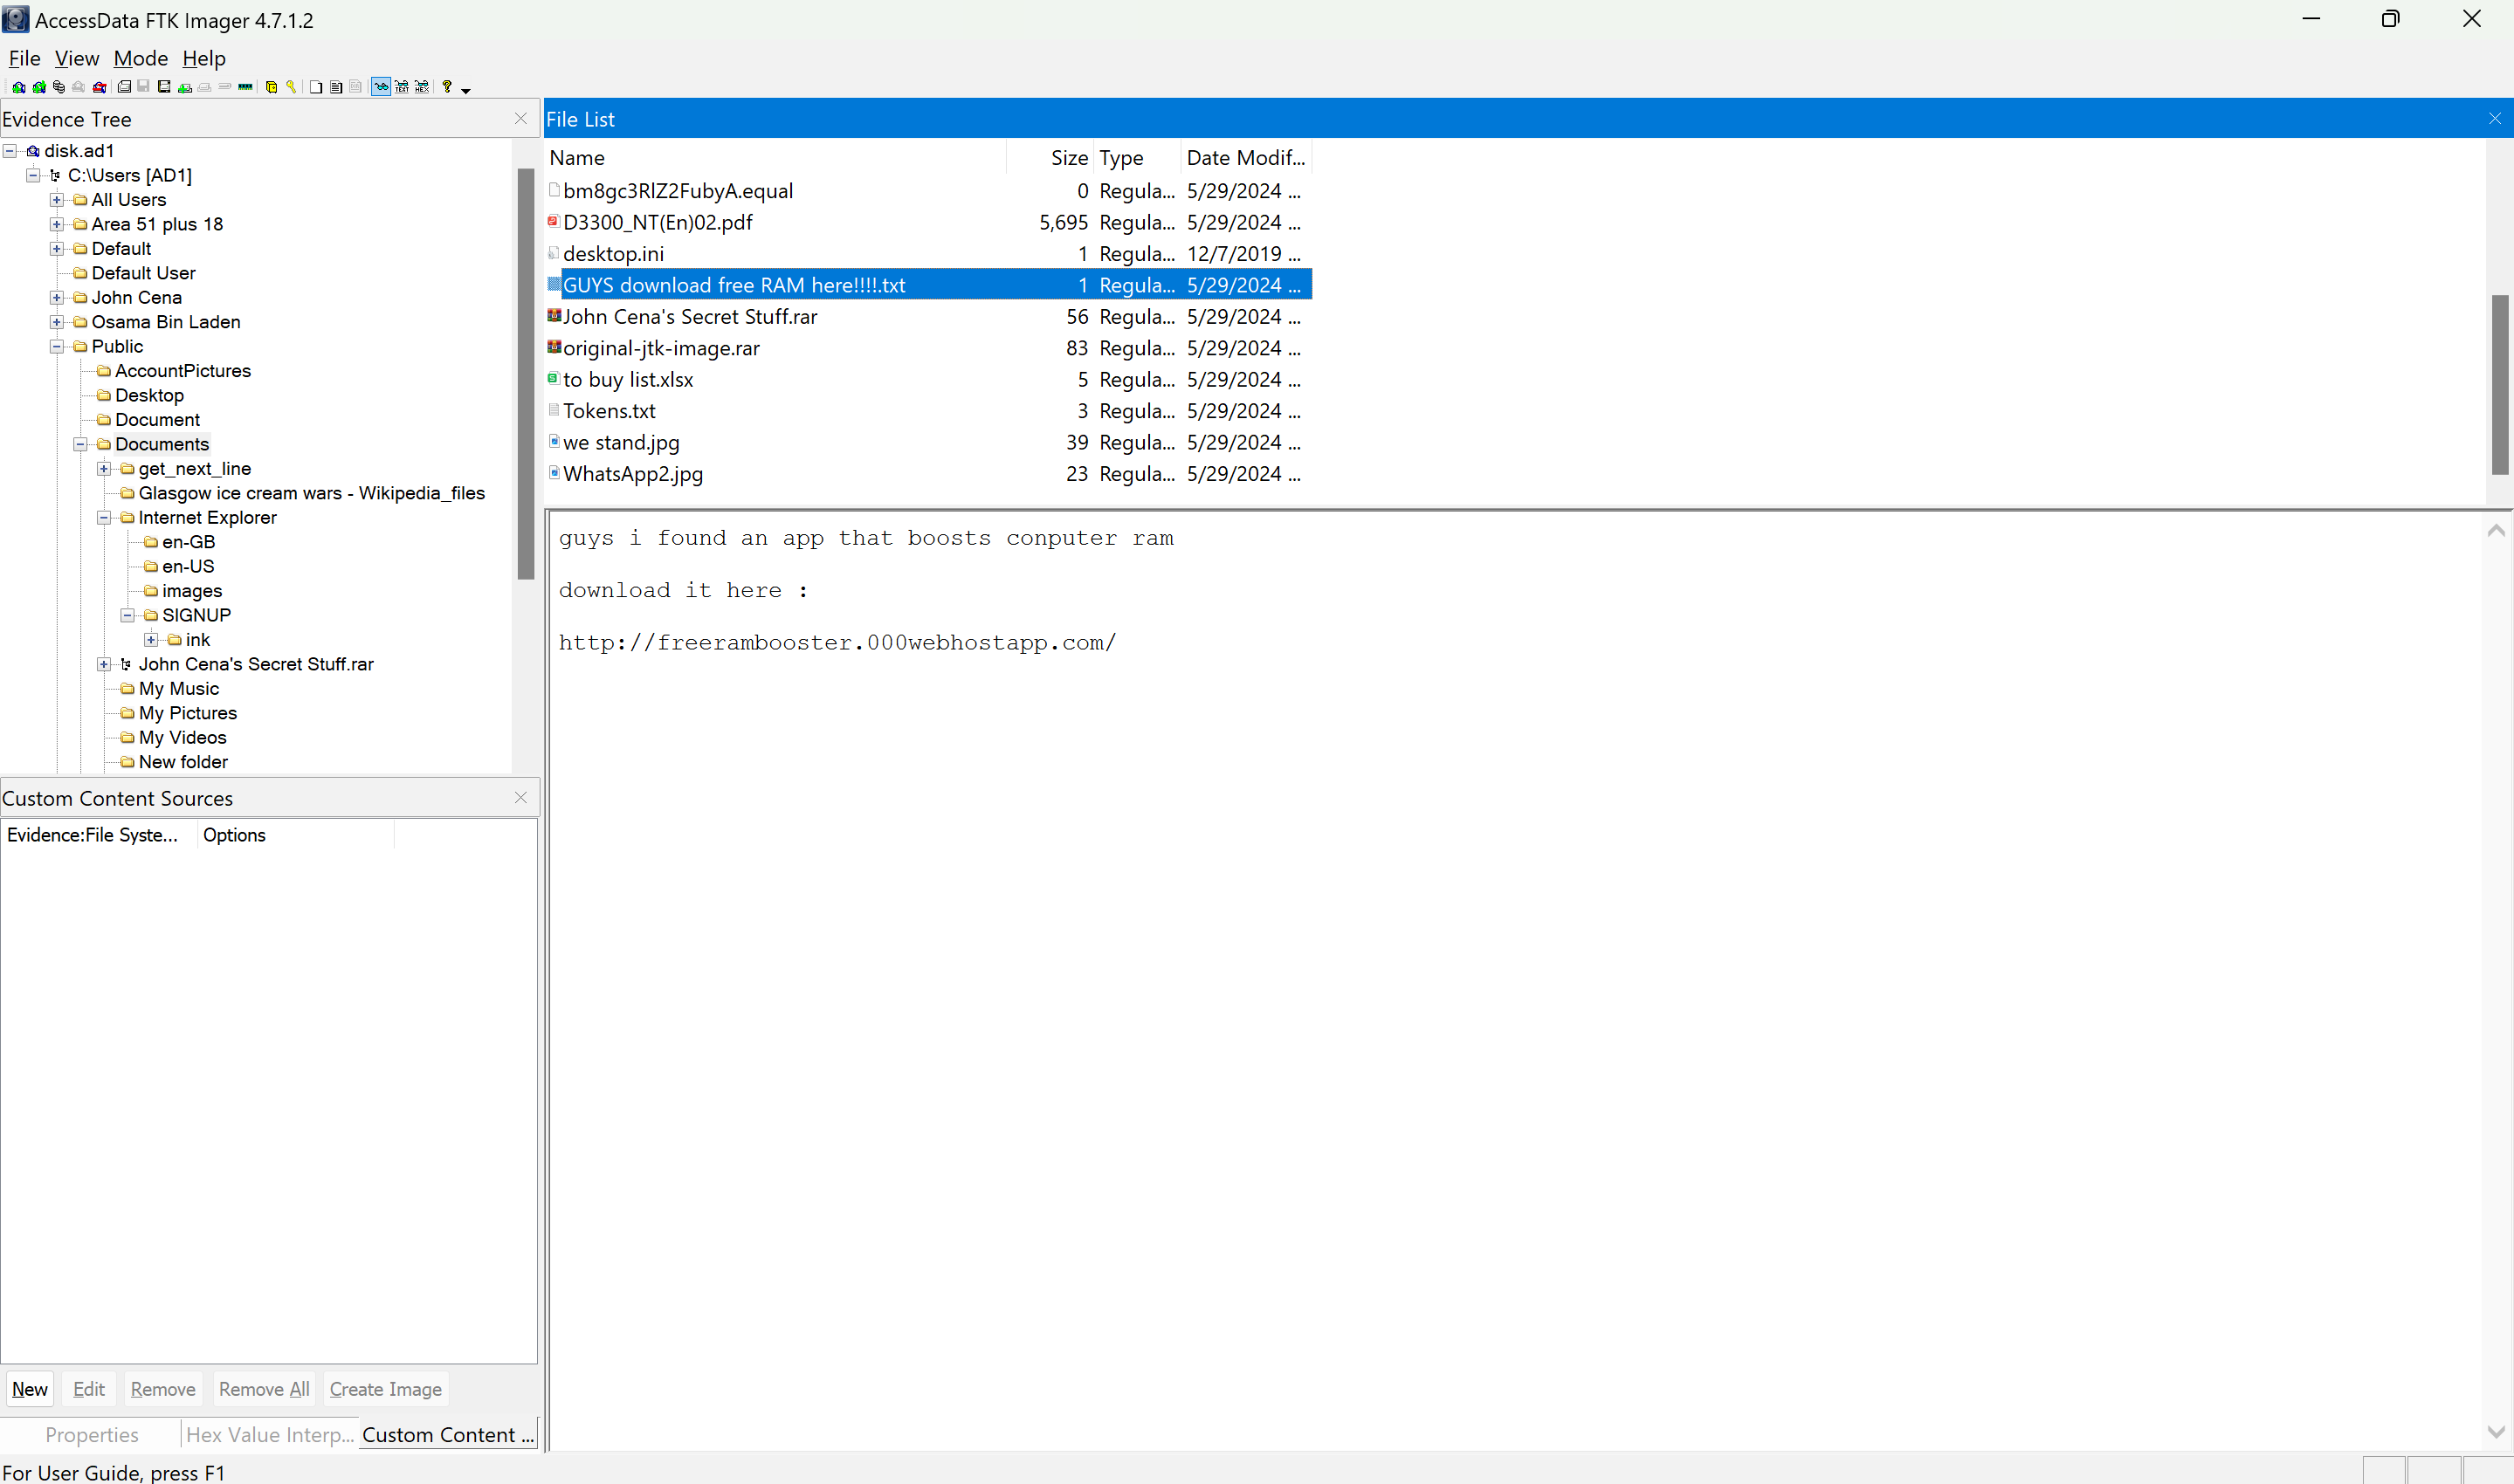 AccessData FTK Imager 4.7.1.2
File View Mode Help
Evidence Tree
disk.ad1
C:\Users [AD1]
All Users
Area 51 plus 18
Default
Default User
John Cena
Osama Bin Laden
Public
AccountPictures
Desktop
Document
Documents
get_next_line
Glasgow ice cream wars - Wikipedia_files
Internet Explorer
en-GB
en-US
images
SIGNUP
ink
John Cena's Secret Stuff.rar
My Music
My Pictures
My Videos
New folder
Custom Content Sources
Evidence:File Syste... Options
New Edit Remove Remove All Create Image
Properties Hex Value Interp... Custom Content ...
For User Guide, press F1
File List
Name Size Type Date Modif...
bm8gc3RlZ2FubyA.equal 0 Regula... 5/29/2024 ...
D3300_NT(En)02.pdf 5,695 Regula... 5/29/2024 ...
desktop.ini 1 Regula... 12/7/2019 ...
GUYS download free RAM here!!!!.txt 1 Regula... 5/29/2024 ...
John Cena's Secret Stuff.rar 56 Regula... 5/29/2024 ...
original-jtk-image.rar 83 Regula... 5/29/2024 ...
to buy list.xlsx 5 Regula... 5/29/2024 ...
Tokens.txt 3 Regula... 5/29/2024 ...
we stand.jpg 39 Regula... 5/29/2024 ...
WhatsApp2.jpg 23 Regula... 5/29/2024 ...
guys i found an app that boosts conputer ram
download it here :
http://freerambooster.000webhostapp.com/